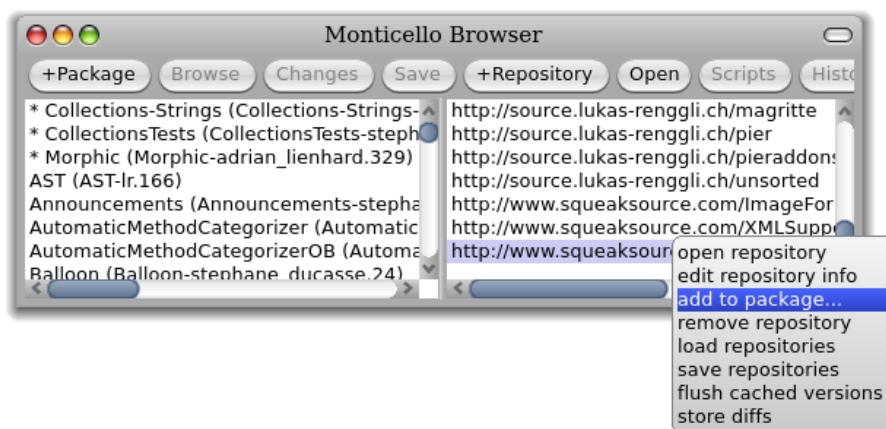 Monticello Browser
+Package Browse Changes Save +Repository Open Scripts Histo
* Collections-Strings (Collections-Strings-
* CollectionsTests (CollectionsTests-steph
* Morphic (Morphic-adrian_lienhard.329)
AST (AST-lr.166)
Announcements (Announcements-stepha
AutomaticMethodCategorizer (Automatic
AutomaticMethodCategorizerOB (Automa
Balloon (Balloon-stephane_ducasse.24)
http://source.lukas-renggli.ch/magritte
http://source.lukas-renggli.ch/pier
http://source.lukas-renggli.ch/pieraddons
http://source.lukas-renggli.ch/unsorted
http://www.squeaksource.com/ImageFor
http://www.squeaksource.com/XMLSuppo
http://www.squeaksour
open repository
edit repository info
add to package...
remove repository
load repositories
save repositories
flush cached versions
store diffs